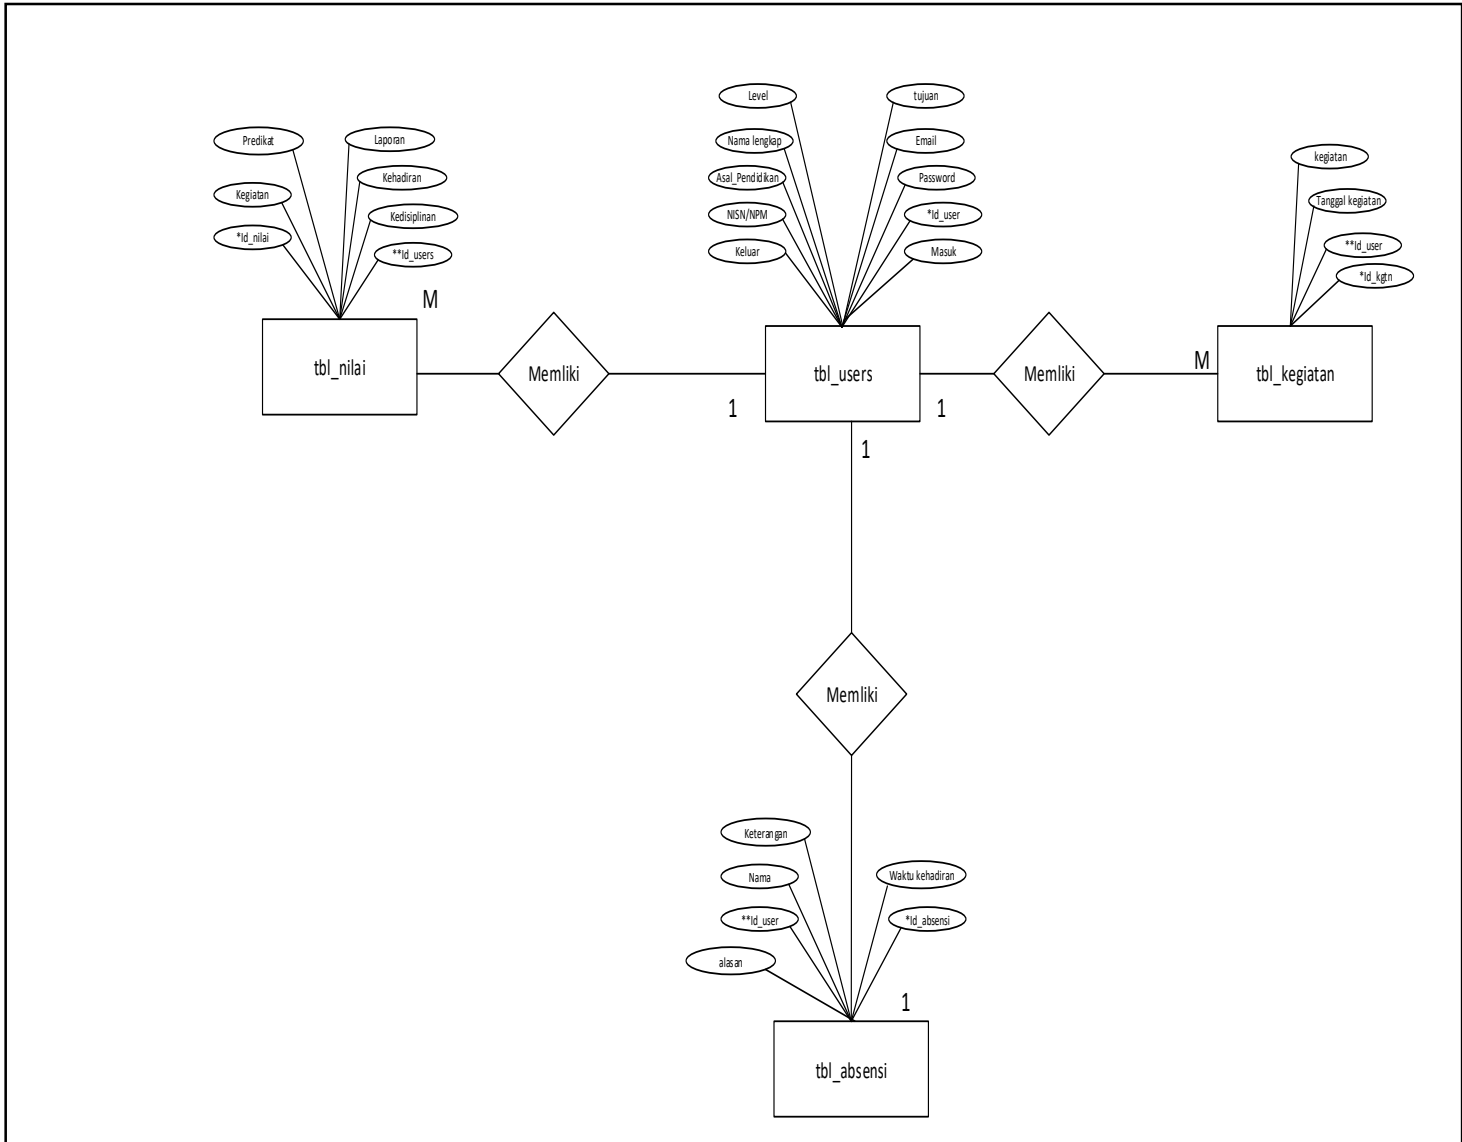 Level
tujuan
Predikat
Laporan
Nama lengkap
Email
kegiatan
Kegiatan
Kehadiran
Asal_Pendidikan
Password
Tanggal kegiatan
*Id_nilai
Kedisiplinan
NISN/NPM
*Id_user
**Id_user
**Id_users
Keluar
Masuk
*Id_kgtn
M
tbl_nilai
Memliki
tbl_users
Memliki
M
tbl_kegiatan
1
1
1
Memliki
Keterangan
Nama
Waktu kehadiran
**Id_user
*Id_absensi
alasan
1
tbl_absensi